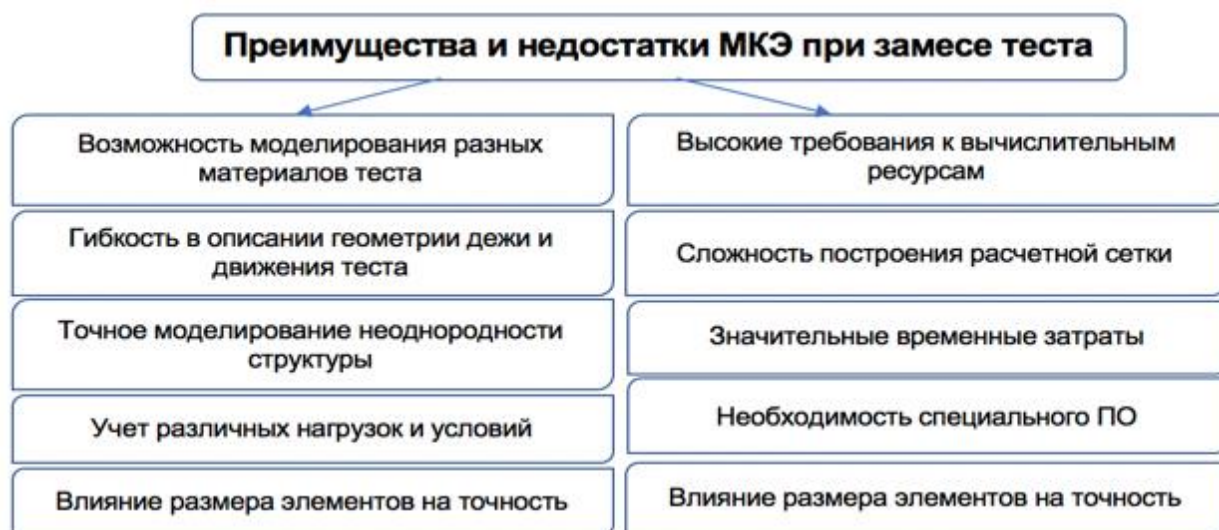 Преимущества и недостатки МКЭ при замесе теста
Возможность моделирования разных
материалов теста
Гибкость в описании геометрии дежи и
движения теста
Точное моделирование неоднородности
структуры
Учет различных нагрузок и условий
Влияние размера элементов на точность
Высокие требования к вычислительным
ресурсам
Сложность построения расчетной сетки
Значительные временные затраты
Необходимость специального ПО
Влияние размера элементов на точность